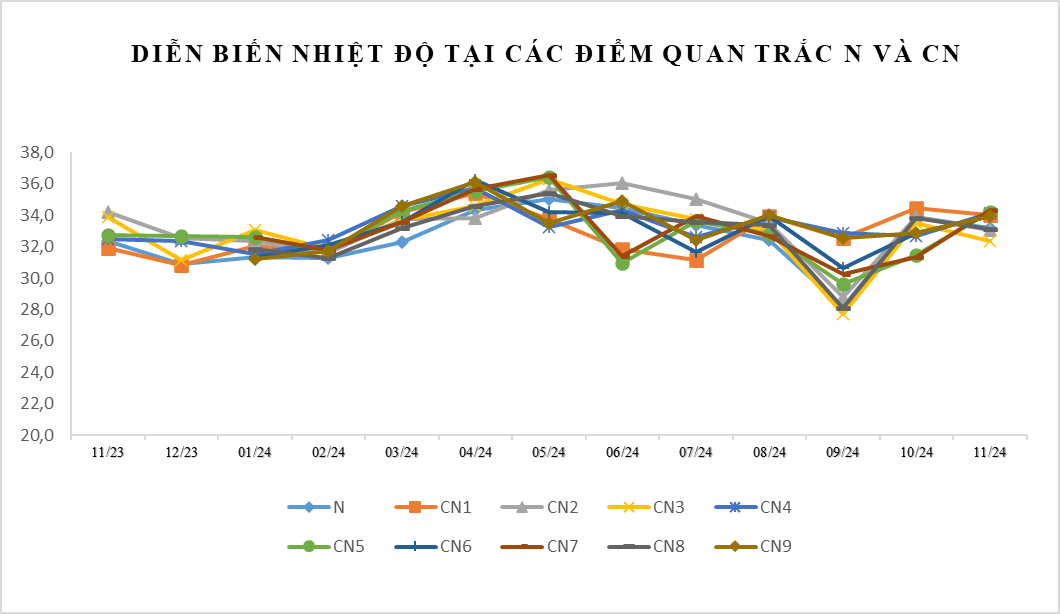 DIỄN BIẾN NHIỆT ĐỘ TẠI CÁC ĐIỂM QUAN TRẮC N VÀ CN
38,0
36,0
34,0
32,0
30,0
28,0
26,0
24,0
22,0
20,0
11/23 12/23 01/24 02/24 03/24 04/24 05/24 06/24 07/24 08/24 09/24 10/24 11/24
N CN1 CN2 CN3 CN4
CN5 CN6 CN7 CN8 CN9